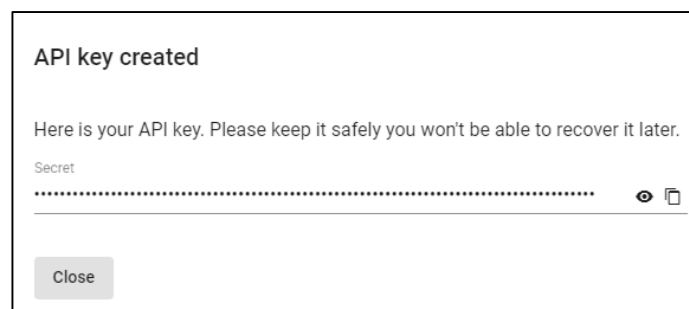 API key created
Here is your API key. Please keep it safely you won't be able to recover it later.
Secret
••••••••••••••••••••••••••••••••••••••••••••••••••••••••••••••••••••••••••••••••••••••••
Close